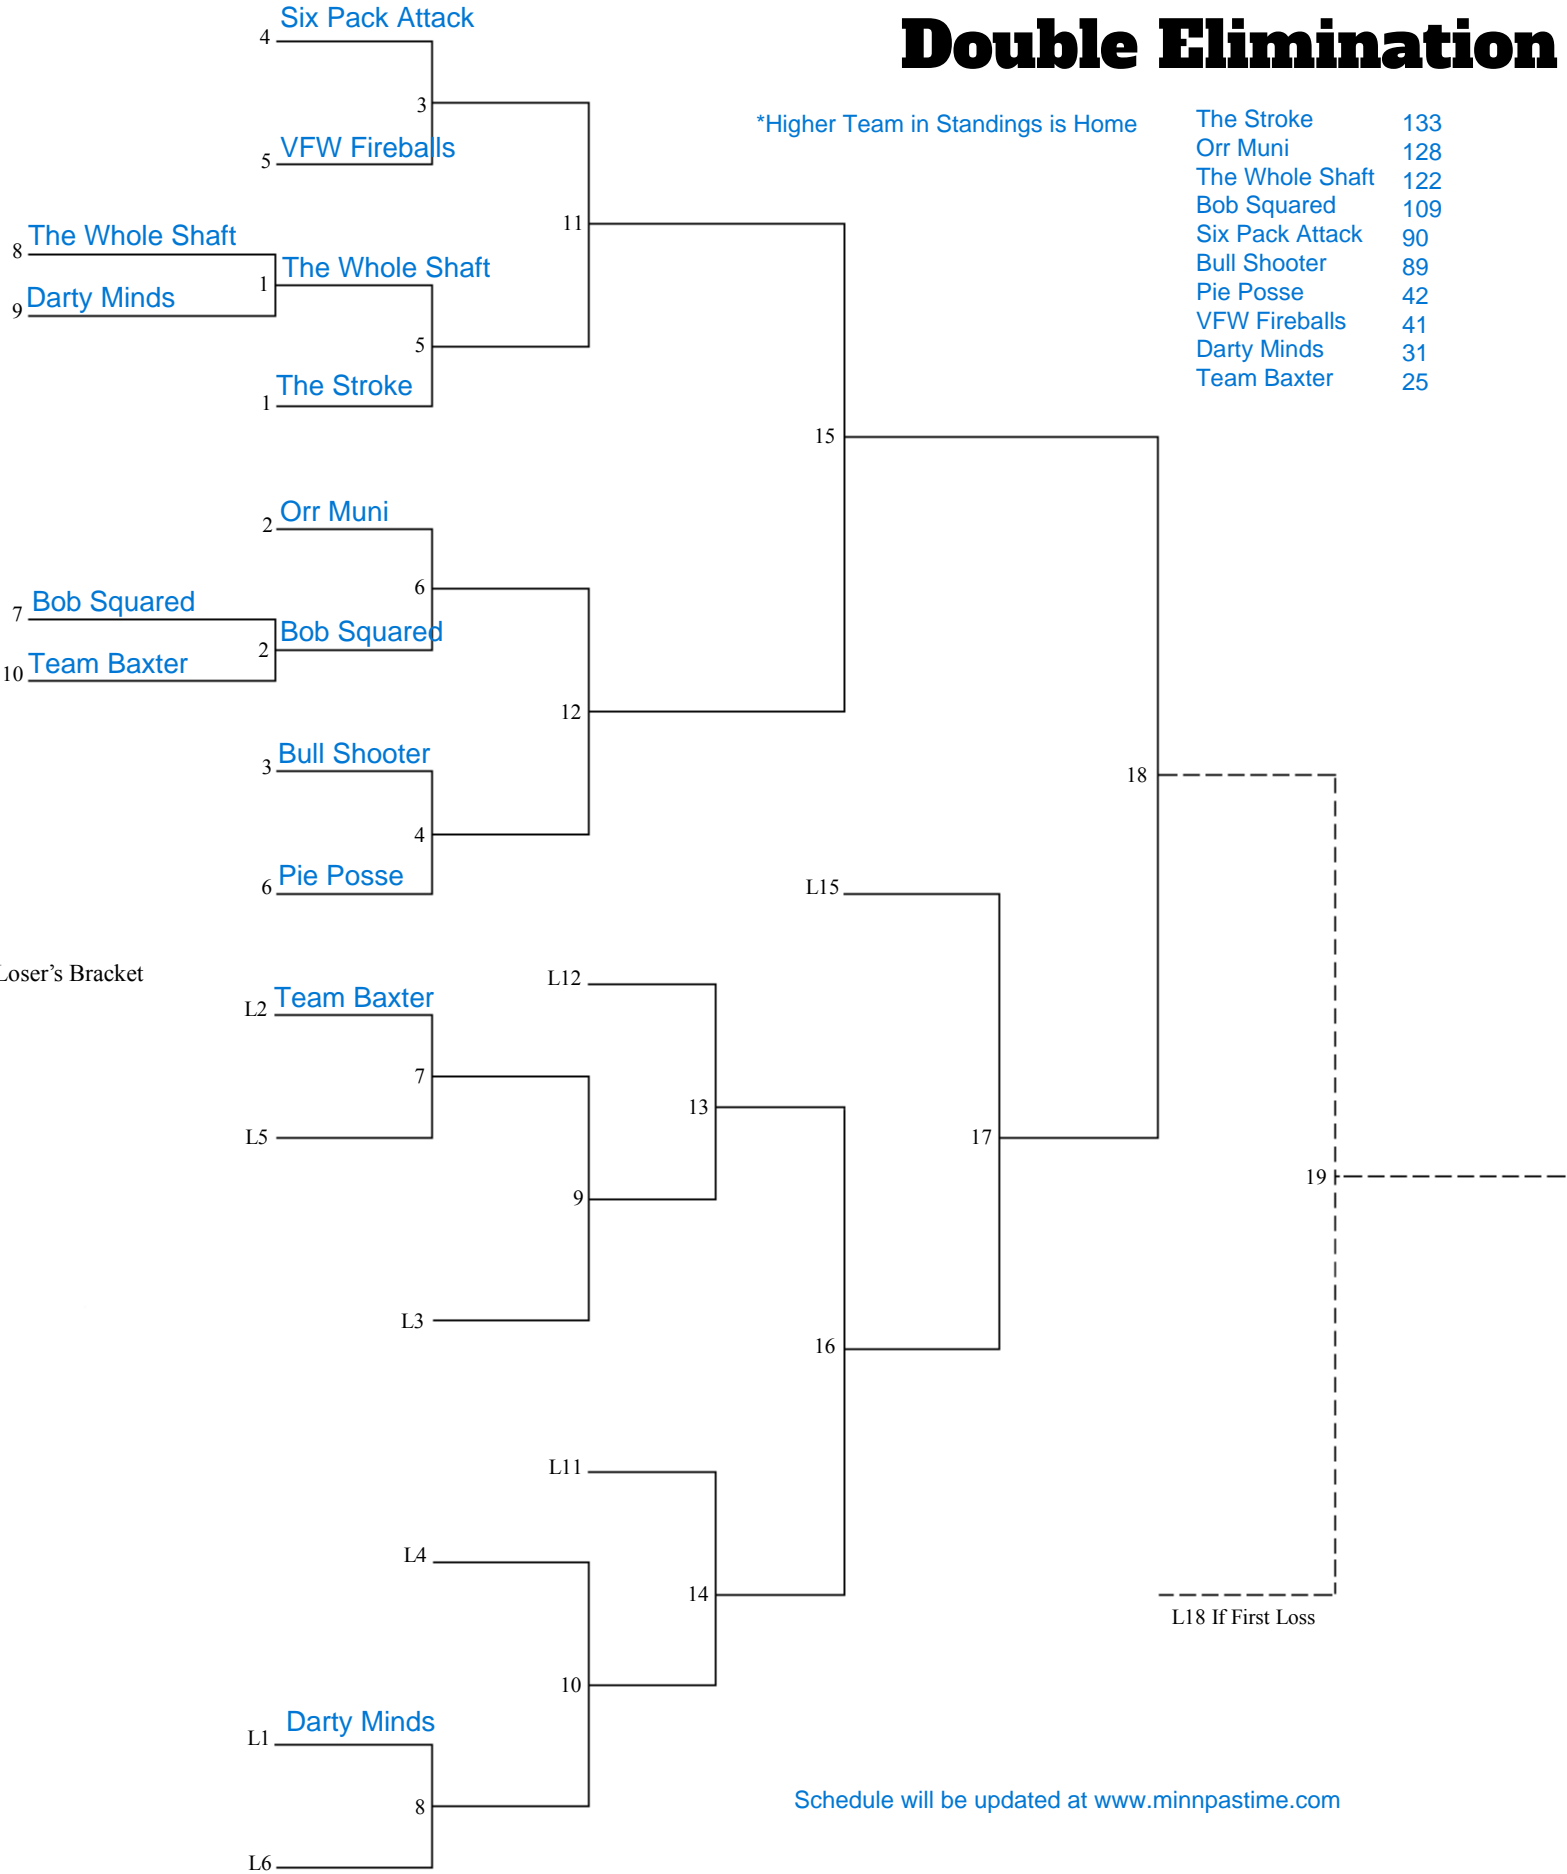 Double Elimination
*Higher Team in Standings is Home
The Stroke 133
Orr Muni 128
The Whole Shaft 122
Bob Squared 109
Six Pack Attack 90
Bull Shooter 89
Pie Posse 42
VFW Fireballs 41
Darty Minds 31
Team Baxter 25
4 Six Pack Attack
3
5 VFW Fireballs
11
8 The Whole Shaft
1 The Whole Shaft
9 Darty Minds
5
1 The Stroke
15
2 Orr Muni
6
7 Bob Squared
2 Bob Squared
10 Team Baxter
12
3 Bull Shooter
18
4
6 Pie Posse
L15
Loser’s Bracket
L12
L2 Team Baxter
7
13
L5
17
19
9
L3
16
L11
L4
14
L18 If First Loss
10
L1 Darty Minds
8
Schedule will be updated at www.minnpastime.com
L6